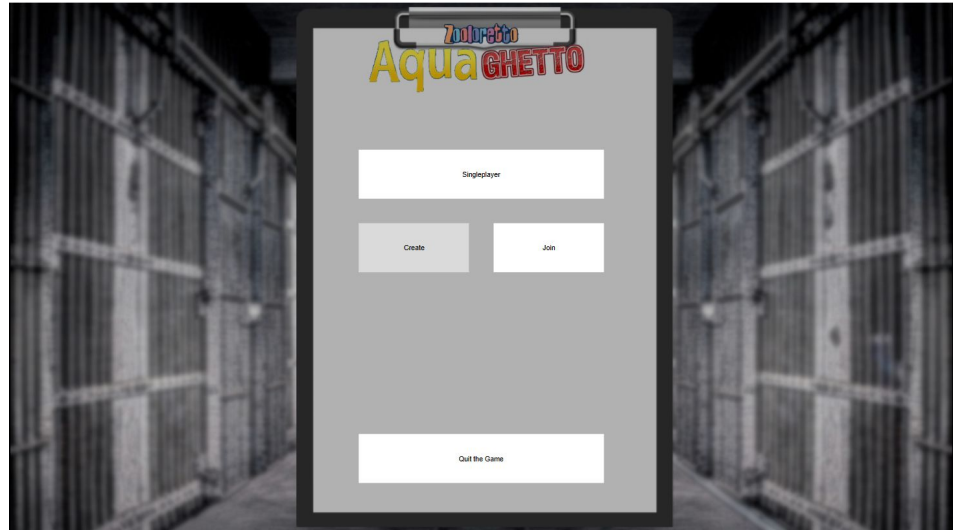 Zooloretto
Aqua GHETTO
Singleplayer
Create Join
Quit the Game